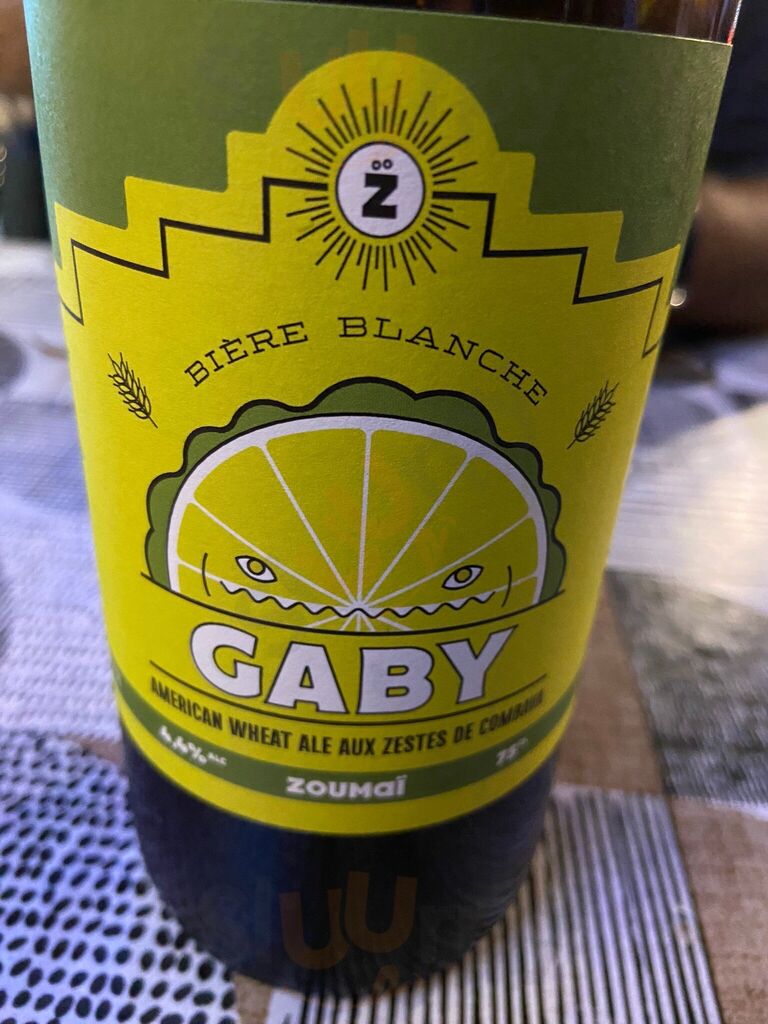 Z̈
BIÈRE BLANCHE
GABY
AMERICAN WHEAT ALE AUX ZESTES DE COMBAVA
4,4% ALC
ZOUMAÏ
75